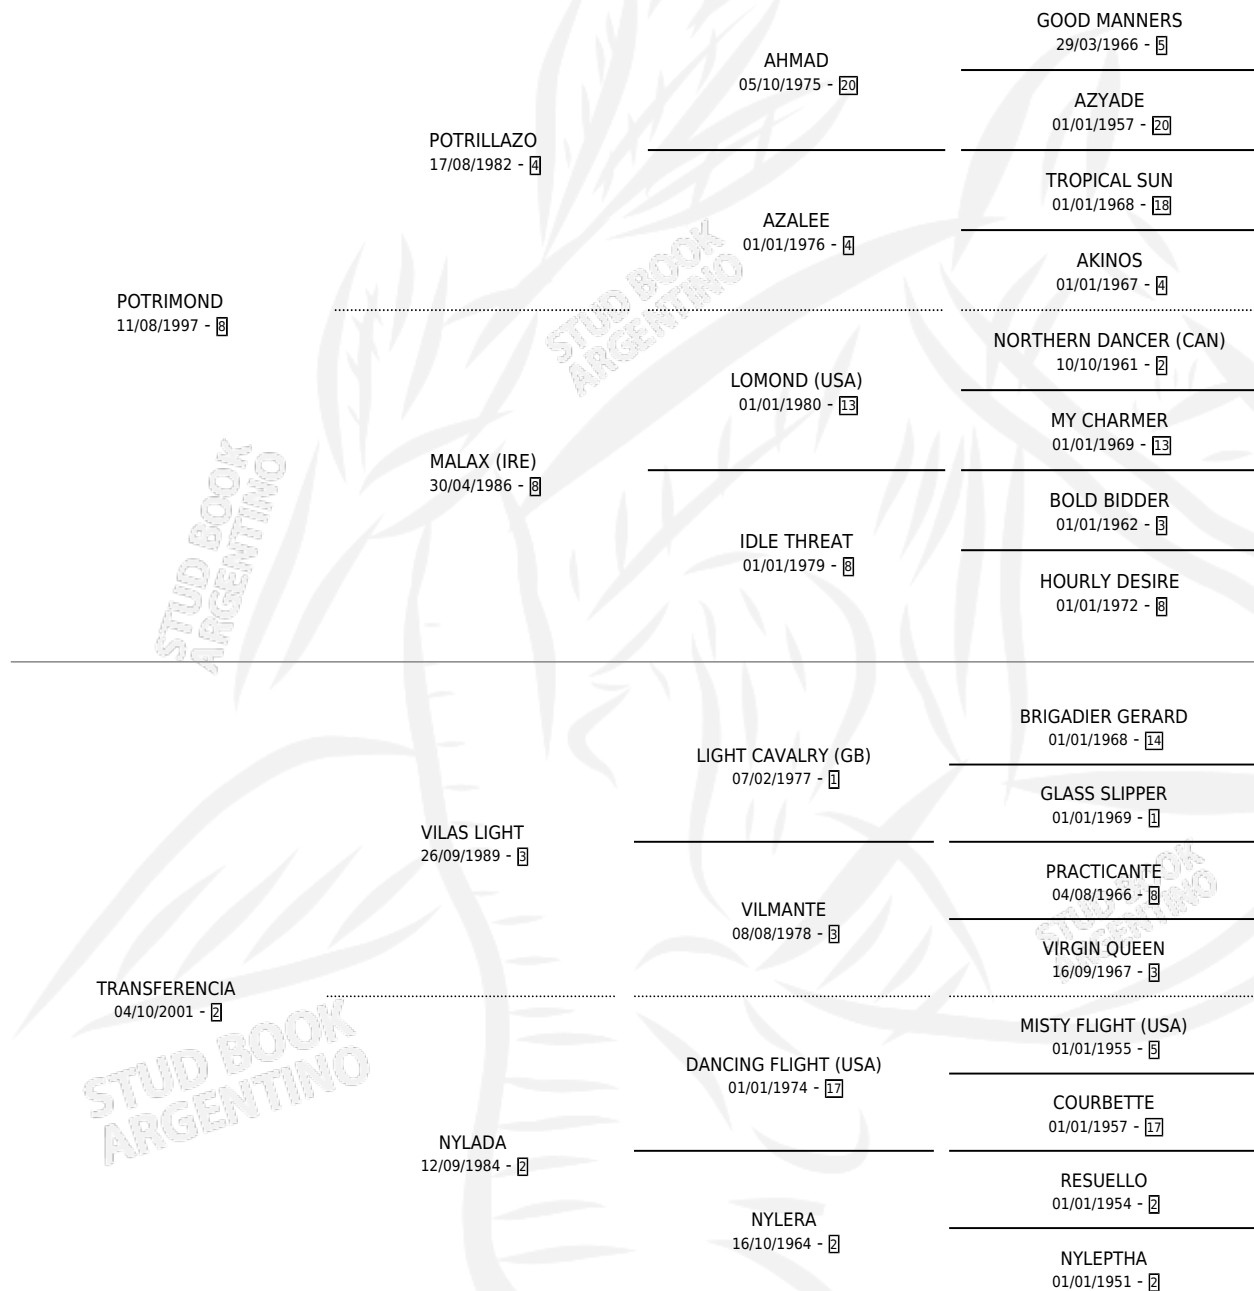 GOOD MANNERS
29/03/1966 - 5
AHMAD
05/10/1975 - 20
AZYADE
01/01/1957 - 20
POTRILLAZO
17/08/1982 - 4
TROPICAL SUN
01/01/1968 - 18
AZALEE
01/01/1976 - 4
AKINOS
01/01/1967 - 4
POTRIMOND
11/08/1997 - 8
STUD BOOK
ARGENTINO
NORTHERN DANCER (CAN)
10/10/1961 - 2
LOMOND (USA)
01/01/1980 - 13
MY CHARMER
01/01/1969 - 13
MALAX (IRE)
30/04/1986 - 8
BOLD BIDDER
01/01/1962 - 3
IDLE THREAT
01/01/1979 - 8
HOURLY DESIRE
01/01/1972 - 8
STUD BOOK
ARGENTINO
BRIGADIER GERARD
01/01/1968 - 14
LIGHT CAVALRY (GB)
07/02/1977 - 1
GLASS SLIPPER
01/01/1969 - 1
VILAS LIGHT
26/09/1989 - 3
PRACTICANTE
04/08/1966 - 8
VILMANTE
08/08/1978 - 3
VIRGIN QUEEN
16/09/1967 - 3
STUD BOOK
ARGENTINO
TRANSFERENCIA
04/10/2001 - 2
MISTY FLIGHT (USA)
01/01/1955 - 5
DANCING FLIGHT (USA)
01/01/1974 - 17
COURBETTE
01/01/1957 - 17
STUD BOOK
ARGENTINO
NYLADA
12/09/1984 - 2
RESUELLO
01/01/1954 - 2
NYLERA
16/10/1964 - 2
NYLEPTHA
01/01/1951 - 2